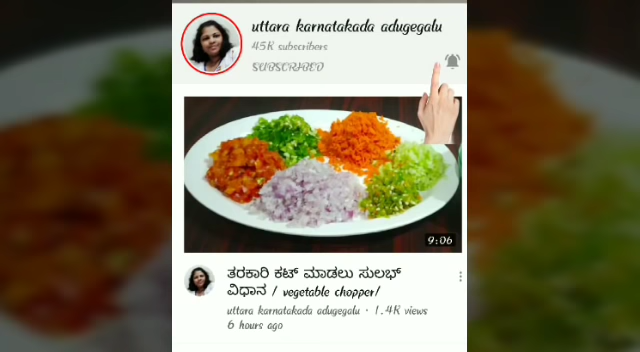 uttara karnatakada adugegalu
45K subscribers
SUBSCRIBED
9:06
ತರಕಾರಿ ಕಟ್ ಮಾಡಲು ಸುಲಭ್
ವಿಧಾನ / vegetable chopper/
uttara karnatakada adugegalu · 1.4K views
6 hours ago